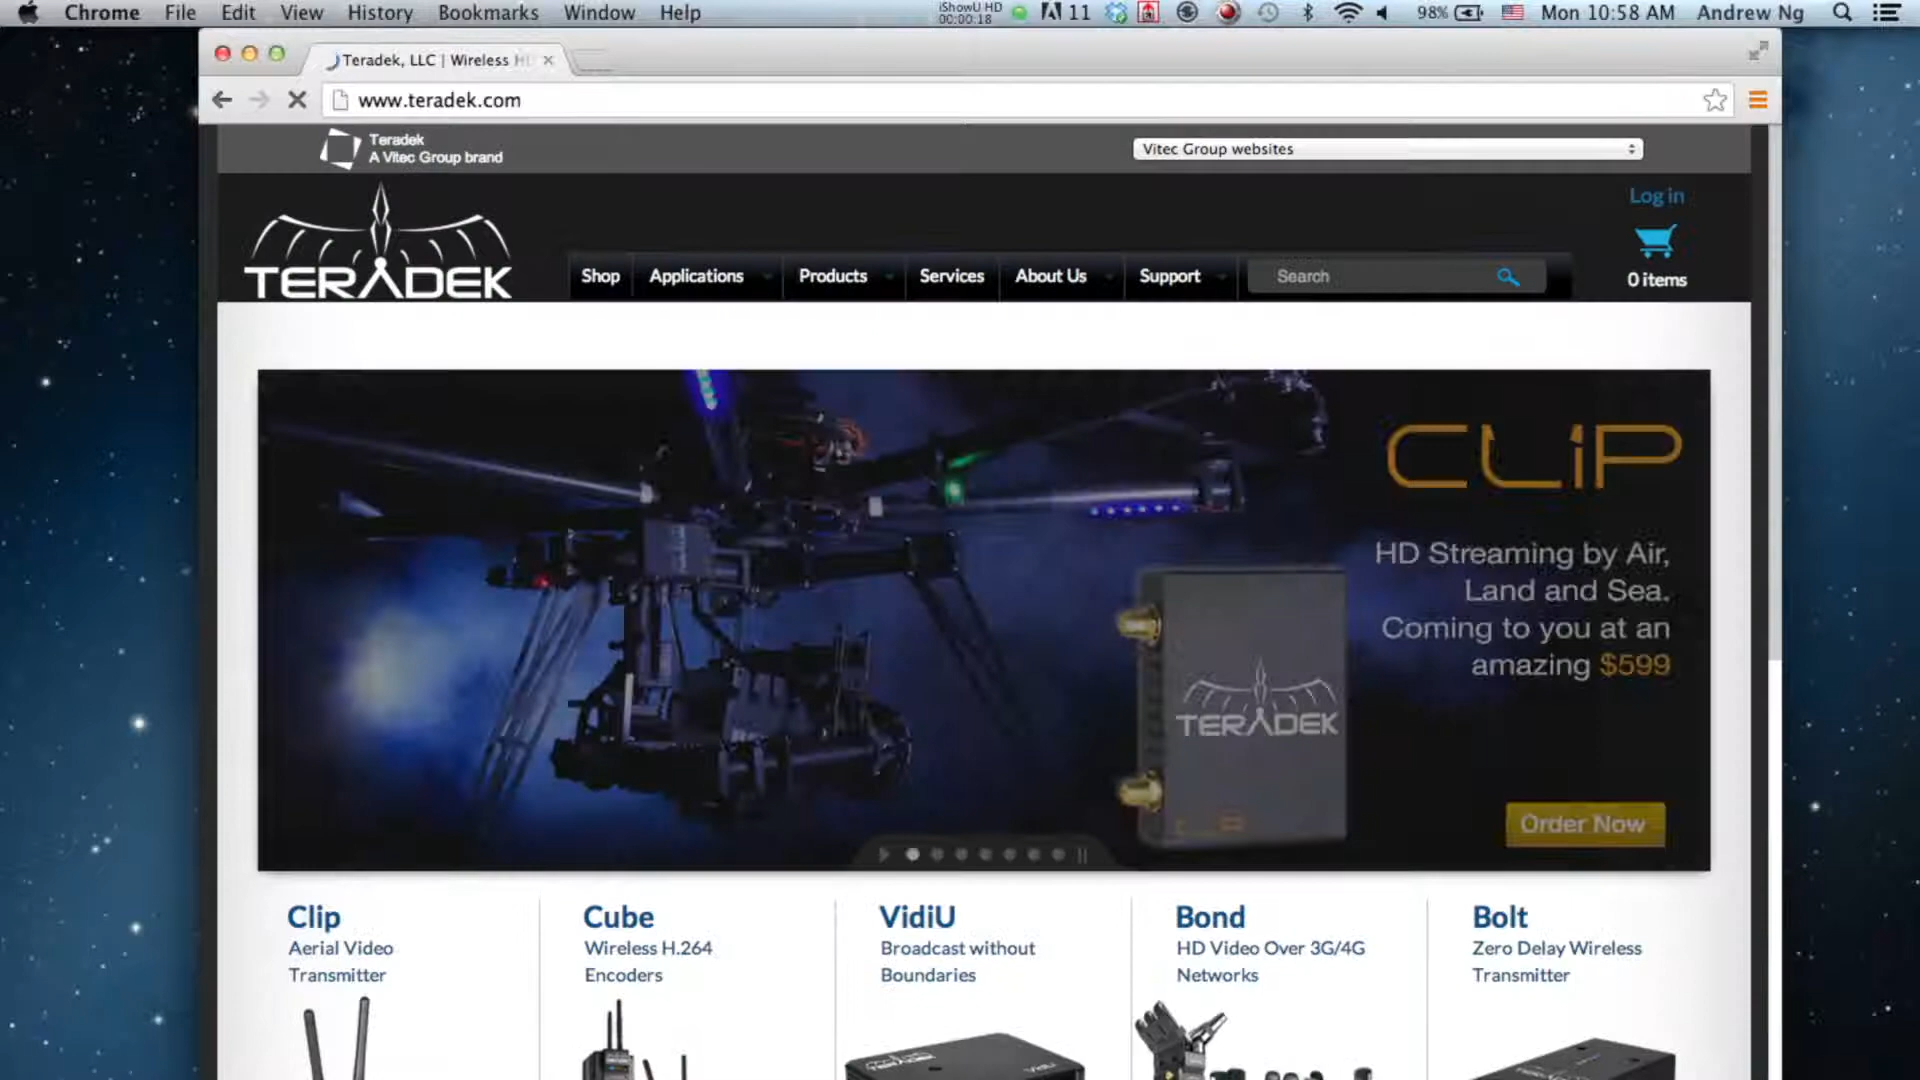 Chrome File Edit View History Bookmarks Window Help
iShowU HD
00:00:18
11
98%
Mon 10:58 AM Andrew Ng
Teradek, LLC | Wireless H
www.teradek.com
Teradek
A Vitec Group brand
Vitec Group websites
Log in
TERADEK
Shop Applications Products Services About Us Support Search
0 items
CLiP
HD Streaming by Air,
Land and Sea.
Coming to you at an
amazing $599
TERADEK
Order Now
Clip
Aerial Video
Transmitter
Cube
Wireless H.264
Encoders
VidiU
Broadcast without
Boundaries
Bond
HD Video Over 3G/4G
Networks
Bolt
Zero Delay Wireless
Transmitter
VidiU